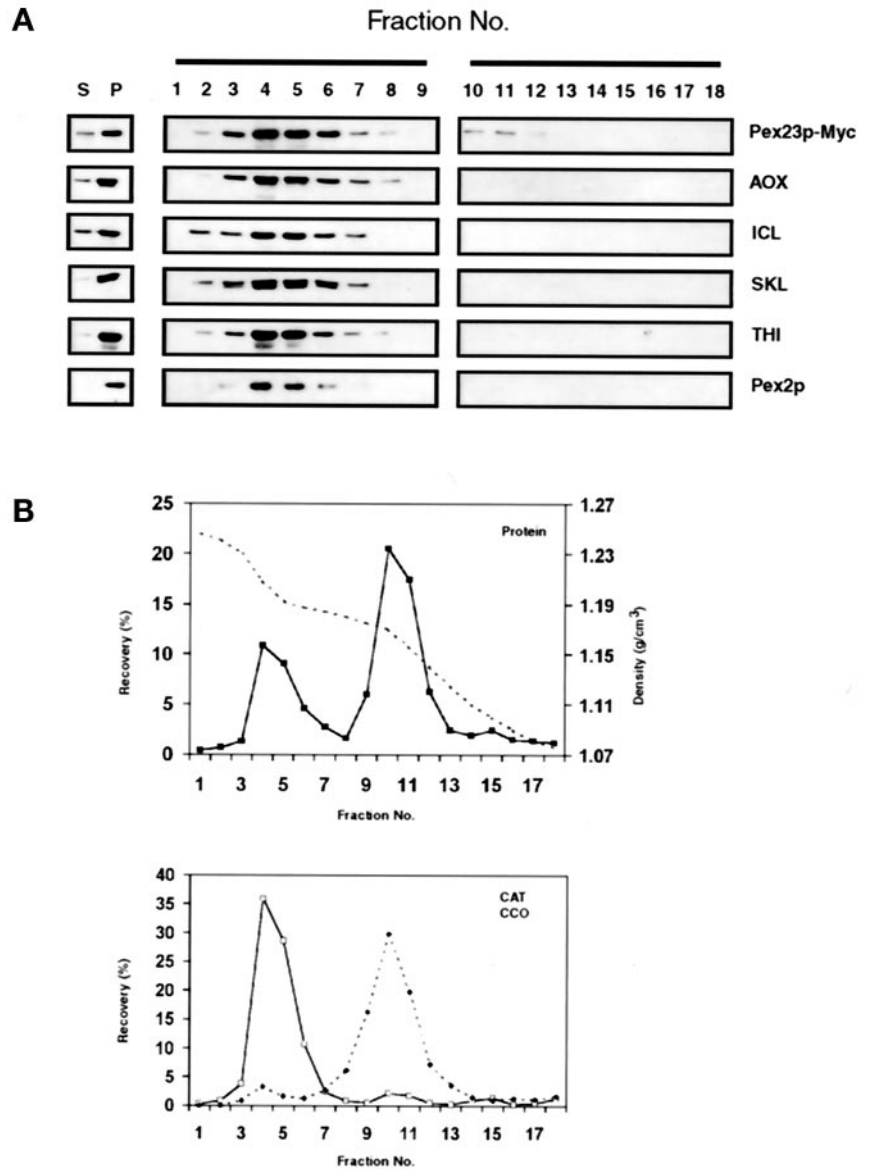 A
Fraction No.
S P 1 2 3 4 5 6 7 8 9 10 11 12 13 14 15 16 17 18
Pex23p-Myc
AOX
ICL
SKL
THI
Pex2p
B
25 1.27
Protein
20 1.23
15 1.19
10 1.15
5 1.11
0 1.07
Recovery (%)
Density (g/cm³)
1 3 5 7 9 11 13 15 17
Fraction No.
40
CAT
35
CCO
30
25
20
15
10
5
0
Recovery (%)
1 3 5 7 9 11 13 15 17
Fraction No.